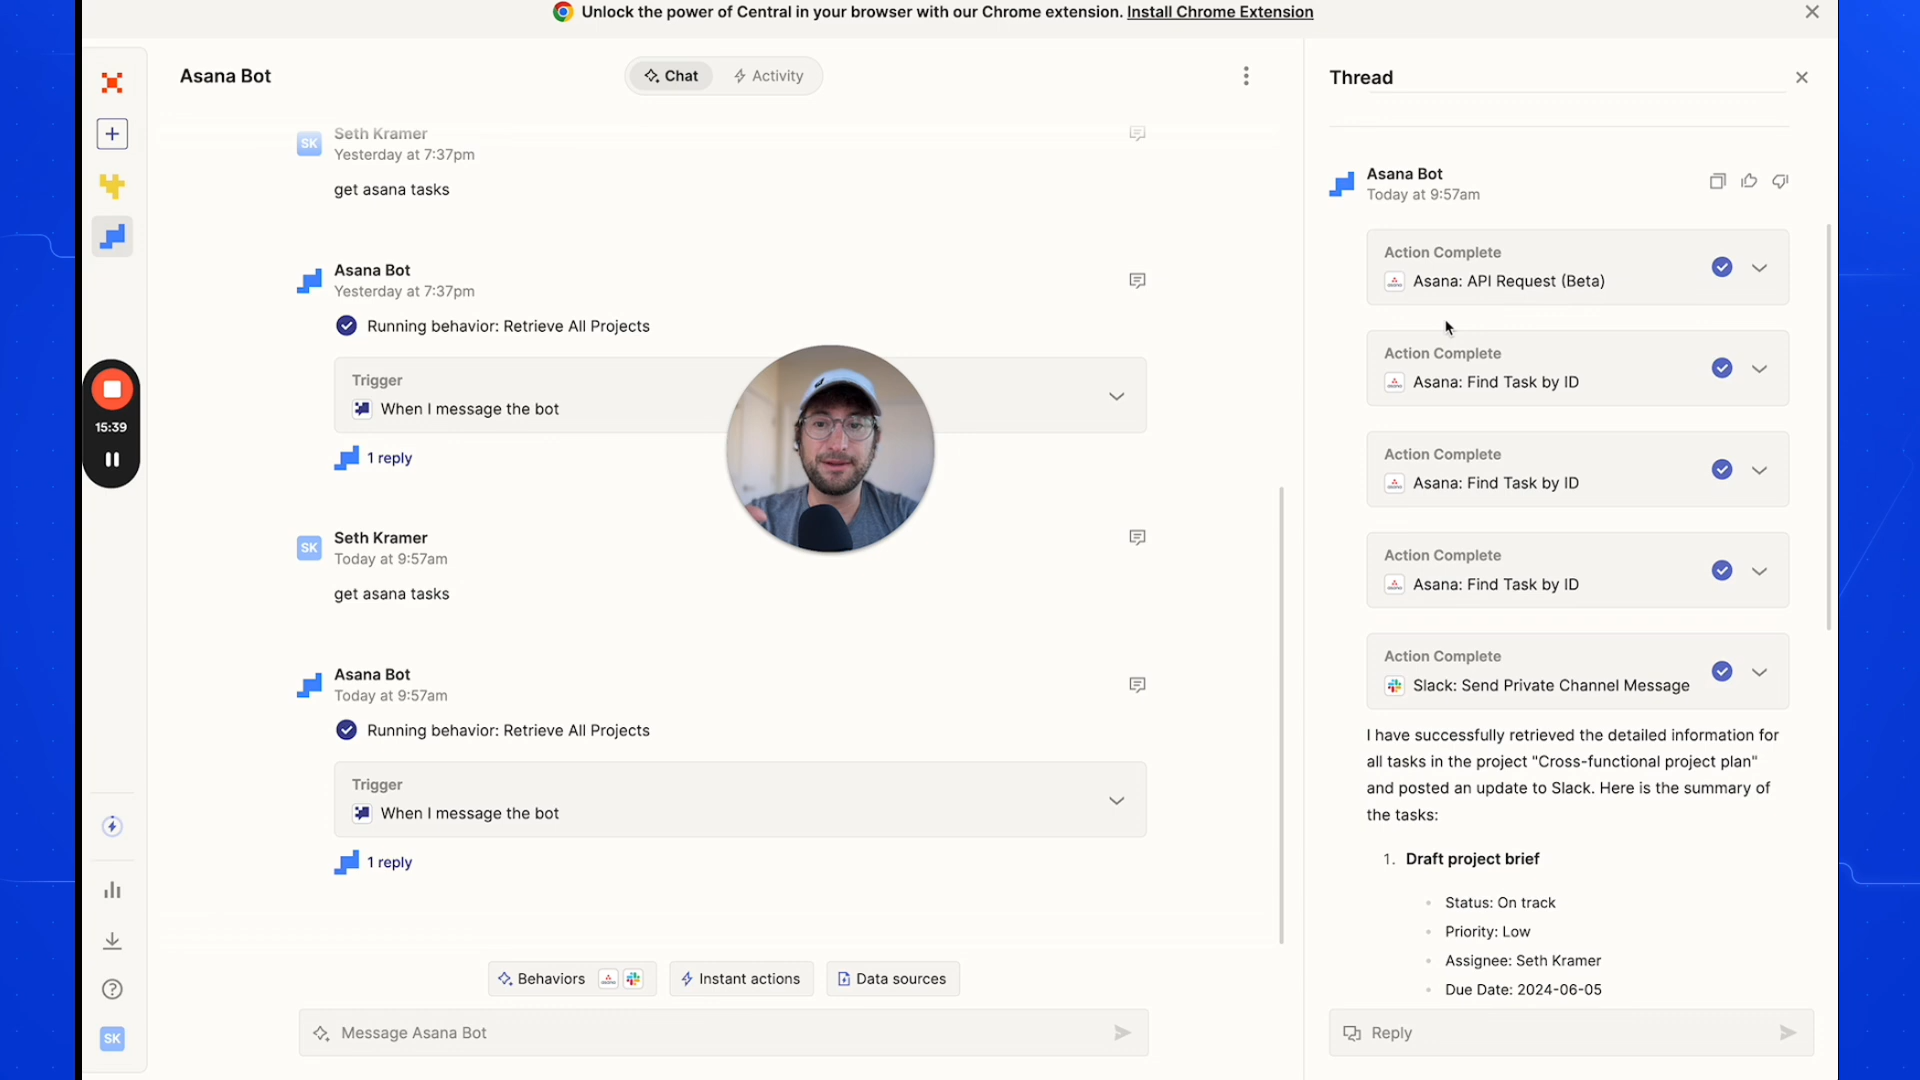 Unlock the power of Central in your browser with our Chrome extension. Install Chrome Extension
Asana Bot
Chat
Activity
Seth Kramer
SK
Yesterday at 7:37pm
get asana tasks
Asana Bot
Yesterday at 7:37pm
Running behavior: Retrieve All Projects
Trigger
When I message the bot
1 reply
15:39
Seth Kramer
SK
Today at 9:57am
get asana tasks
Asana Bot
Today at 9:57am
Running behavior: Retrieve All Projects
Trigger
When I message the bot
1 reply
Behaviors
Instant actions
Data sources
Message Asana Bot
SK
Thread
Asana Bot
Today at 9:57am
Action Complete
Asana: API Request (Beta)
Action Complete
Asana: Find Task by ID
Action Complete
Asana: Find Task by ID
Action Complete
Asana: Find Task by ID
Action Complete
Slack: Send Private Channel Message
I have successfully retrieved the detailed information for
all tasks in the project "Cross-functional project plan"
and posted an update to Slack. Here is the summary of
the tasks:
1. Draft project brief
Status: On track
Priority: Low
Assignee: Seth Kramer
Due Date: 2024-06-05
Reply